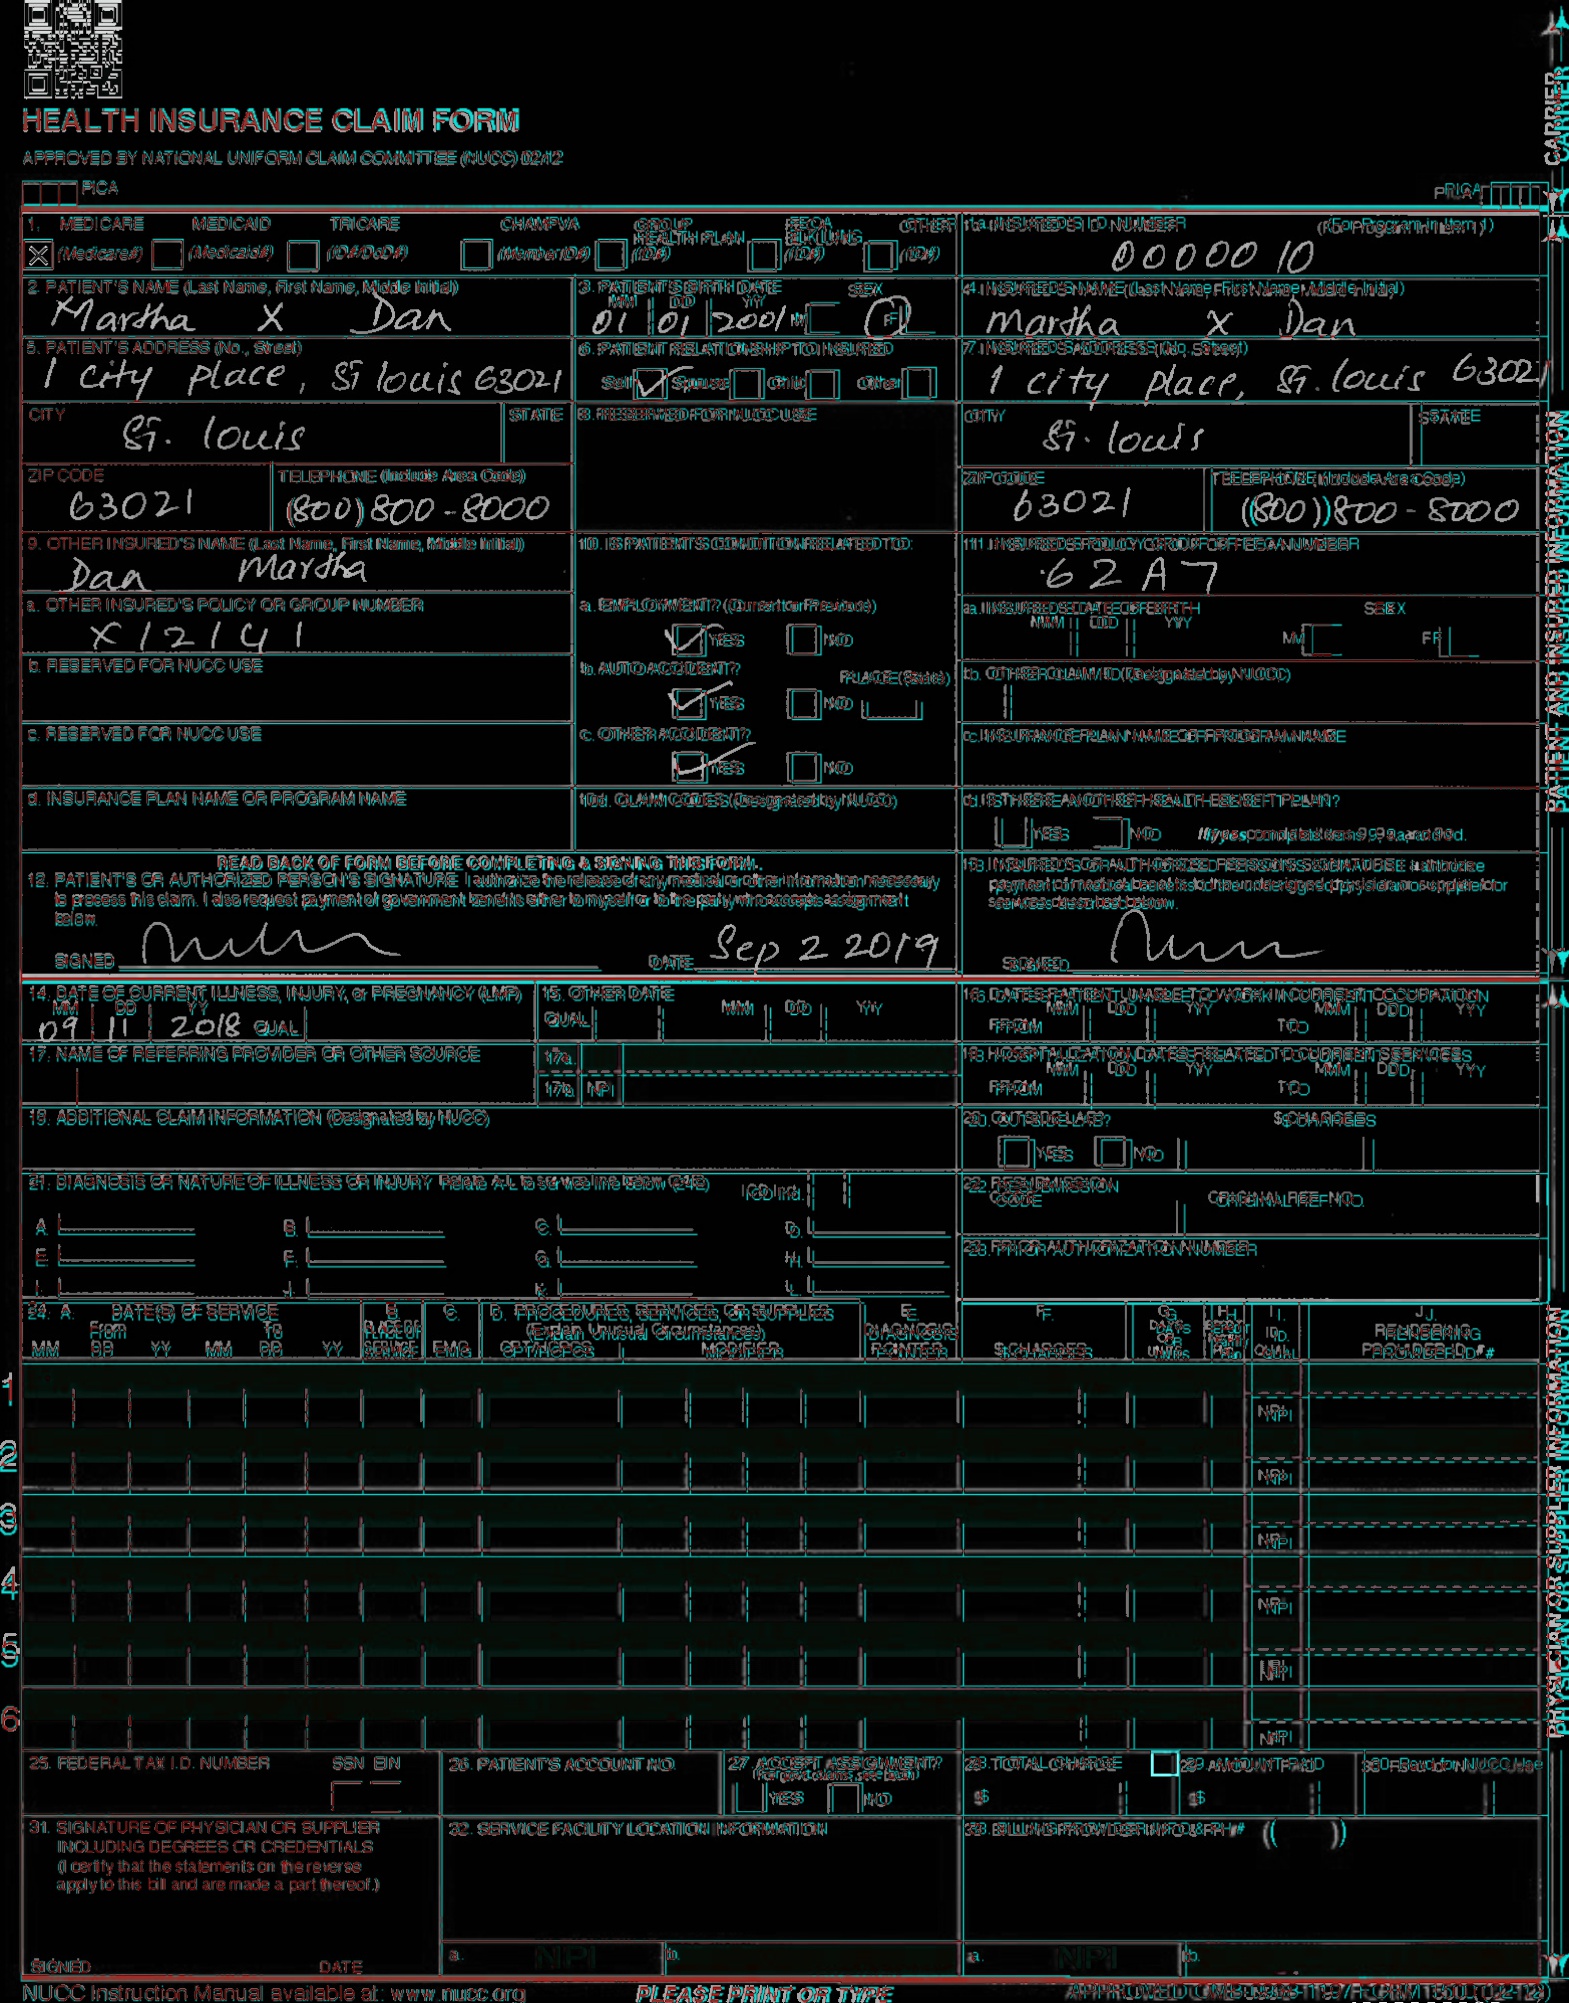 HEALTH INSURANCE CLAIM FORM
APPROVED BY NATIONAL UNIFORM CLAIM COMMITTEE (NUCC) 02/12
PICA PICA
CARRIER
1. MEDICARE MEDICAID TRICARE CHAMPVA GROUP HEALTH PLAN FECA BLK LUNG OTHER 1a. INSURED'S I.D. NUMBER (For Program in Item 1)
X (Medicare#) (Medicaid#) (ID#/DoD#) (Member ID#) (ID#) (ID#) (ID#) 0000010
2. PATIENT'S NAME (Last Name, First Name, Middle Initial) 3. PATIENT'S BIRTH DATE SEX 4. INSURED'S NAME (Last Name, First Name, Middle Initial)
MM DD YY
Martha X Dan 01 01 2001 M F Martha X Dan
5. PATIENT'S ADDRESS (No., Street) 6. PATIENT RELATIONSHIP TO INSURED 7. INSURED'S ADDRESS (No., Street)
1 city place, St louis 63021 Self Spouse Child Other 1 city place, St. louis 63021
CITY STATE 8. RESERVED FOR NUCC USE CITY STATE
St. louis St. louis
ZIP CODE TELEPHONE (Include Area Code) ZIP CODE TELEPHONE (Include Area Code)
63021 (800) 800-8000 63021 (800) 800-8000
9. OTHER INSURED'S NAME (Last Name, First Name, Middle Initial) 10. IS PATIENT'S CONDITION RELATED TO: 11. INSURED'S POLICY GROUP OR FECA NUMBER
Dan Martha 62A7
a. OTHER INSURED'S POLICY OR GROUP NUMBER a. EMPLOYMENT? (Current or Previous) a. INSURED'S DATE OF BIRTH SEX
MM DD YY
X12141 YES NO M F
b. RESERVED FOR NUCC USE b. AUTO ACCIDENT? PLACE (State) b. OTHER CLAIM ID (Designated by NUCC)
YES NO
c. RESERVED FOR NUCC USE c. OTHER ACCIDENT? c. INSURANCE PLAN NAME OR PROGRAM NAME
YES NO
d. INSURANCE PLAN NAME OR PROGRAM NAME 10d. CLAIM CODES (Designated by NUCC) d. IS THERE ANOTHER HEALTH BENEFIT PLAN?
YES NO If yes, complete items 9, 9a, and 9d.
READ BACK OF FORM BEFORE COMPLETING & SIGNING THIS FORM.
12. PATIENT'S OR AUTHORIZED PERSON'S SIGNATURE I authorize the release of any medical or other information necessary
to process this claim. I also request payment of government benefits either to myself or to the party who accepts assignment
below.
SIGNED DATE Sep 2 2019
13. INSURED'S OR AUTHORIZED PERSON'S SIGNATURE I authorize
payment of medical benefits to the undersigned physician or supplier for
services described below.
SIGNED
PATIENT AND INSURED INFORMATION
14. DATE OF CURRENT ILLNESS, INJURY, or PREGNANCY (LMP) 15. OTHER DATE 16. DATES PATIENT UNABLE TO WORK IN CURRENT OCCUPATION
MM DD YY MM DD YY MM DD YY MM DD YY
09 11 2018 QUAL. QUAL. FROM TO
17. NAME OF REFERRING PROVIDER OR OTHER SOURCE 17a. 18. HOSPITALIZATION DATES RELATED TO CURRENT SERVICES
MM DD YY MM DD YY
17b. NPI FROM TO
19. ADDITIONAL CLAIM INFORMATION (Designated by NUCC) 20. OUTSIDE LAB? $ CHARGES
YES NO
21. DIAGNOSIS OR NATURE OF ILLNESS OR INJURY Relate A-L to service line below (24E) ICD Ind. 22. RESUBMISSION CODE ORIGINAL REF. NO.
A. B. C. D.
E. F. G. H. 23. PRIOR AUTHORIZATION NUMBER
I. J. K. L.
24. A. DATE(S) OF SERVICE B. C. D. PROCEDURES, SERVICES, OR SUPPLIES E. F. G. H. I. J.
From To PLACE OF (Explain Unusual Circumstances) DIAGNOSIS DAYS OR UNITS ID. RENDERING
MM DD YY MM DD YY SERVICE EMG CPT/HCPCS MODIFIER POINTER $ CHARGES QUAL. PROVIDER ID. #
1 NPI
2 NPI
3 NPI
4 NPI
5 NPI
6 NPI
PHYSICIAN OR SUPPLIER INFORMATION
25. FEDERAL TAX I.D. NUMBER SSN EIN 26. PATIENT'S ACCOUNT NO. 27. ACCEPT ASSIGNMENT? 28. TOTAL CHARGE 29. AMOUNT PAID 30. Rsvd for NUCC Use
(For govt. claims, see back)
YES NO $ $
31. SIGNATURE OF PHYSICIAN OR SUPPLIER 32. SERVICE FACILITY LOCATION INFORMATION 33. BILLING PROVIDER INFO & PH # ( )
INCLUDING DEGREES OR CREDENTIALS
(I certify that the statements on the reverse
apply to this bill and are made a part thereof.)
SIGNED DATE a. NPI b. a. NPI b.
NUCC Instruction Manual available at: www.nucc.org PLEASE PRINT OR TYPE APPROVED OMB-0938-1197 FORM 1500 (02-12)